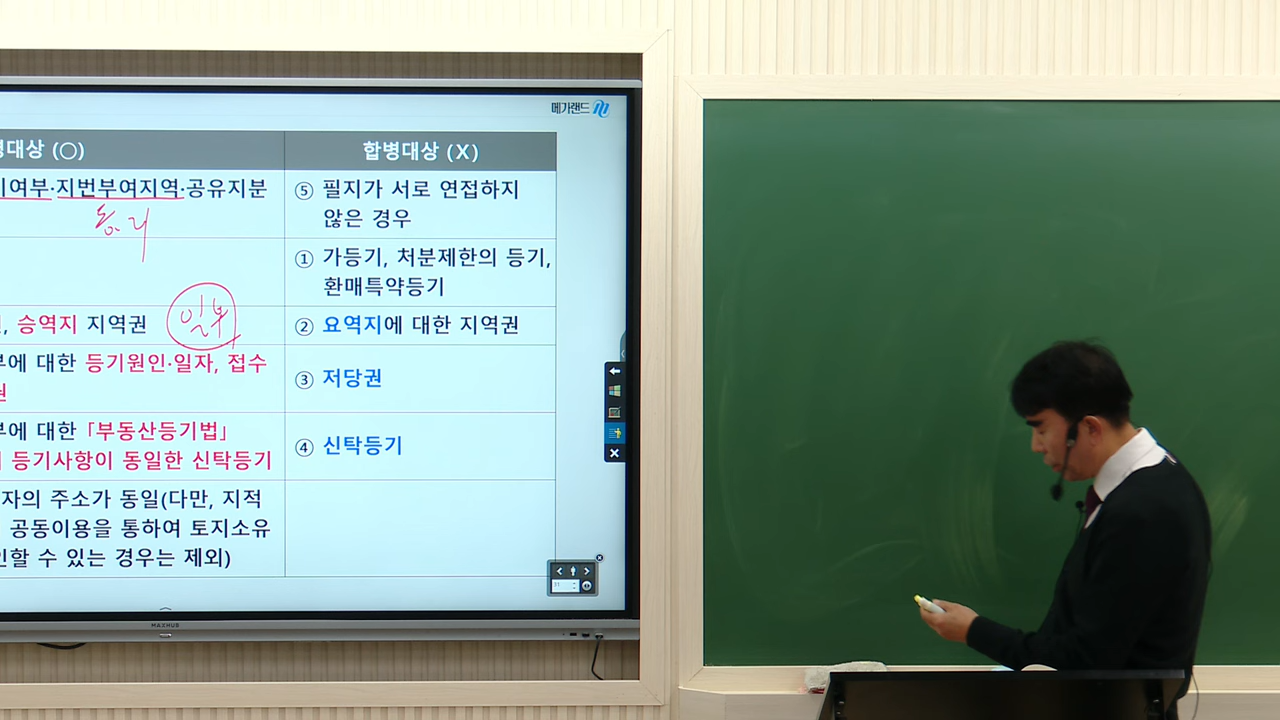 메가랜드
병대상 (○)
합병대상 (X)
여부·지번부여지역·공유지분
동.리
⑤ 필지가 서로 연접하지
않은 경우
① 가등기, 처분제한의 등기,
환매특약등기
, 승역지 지역권
일부
② 요역지에 대한 지역권
에 대한 등기원인·일자, 접수
③ 저당권
에 대한 「부동산등기법」
등기사항이 동일한 신탁등기
④ 신탁등기
자의 주소가 동일(다만, 지적
공동이용을 통하여 토지소유
할 수 있는 경우는 제외)
MAXHUB